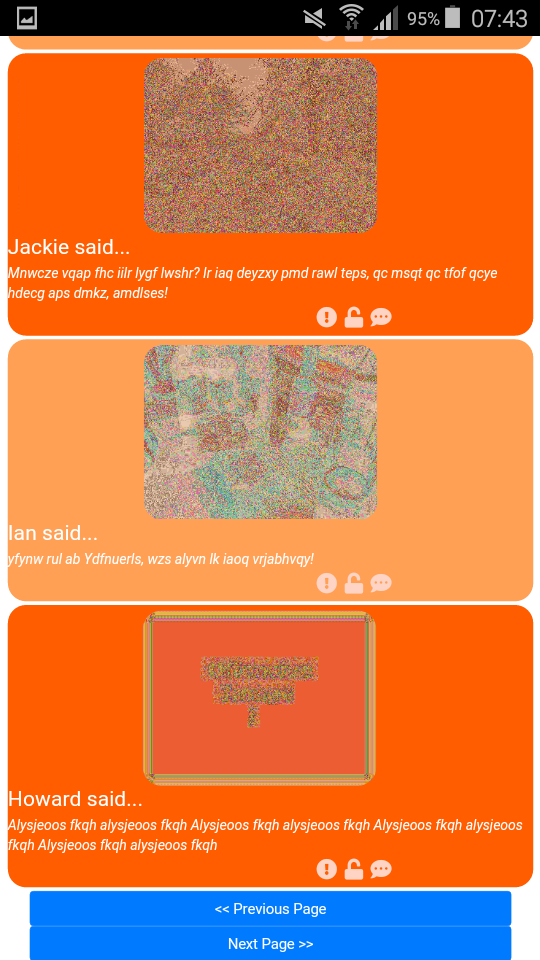 95% 07:43
Jackie said...
Mnwcze vqap fhc iilr lygf lwshr? Ir iaq deyzxy pmd rawl teps, qc msqt qc tfof qcye
hdecg aps dmkz, amdlses!
Ian said...
yfynw rul ab Ydfnuerls, wzs alyvn lk iaoq vrjabhvqy!
Howard said...
Alysjeoos fkqh alysjeoos fkqh Alysjeoos fkqh alysjeoos fkqh Alysjeoos fkqh alysjeoos
fkqh Alysjeoos fkqh alysjeoos fkqh
<< Previous Page
Next Page >>